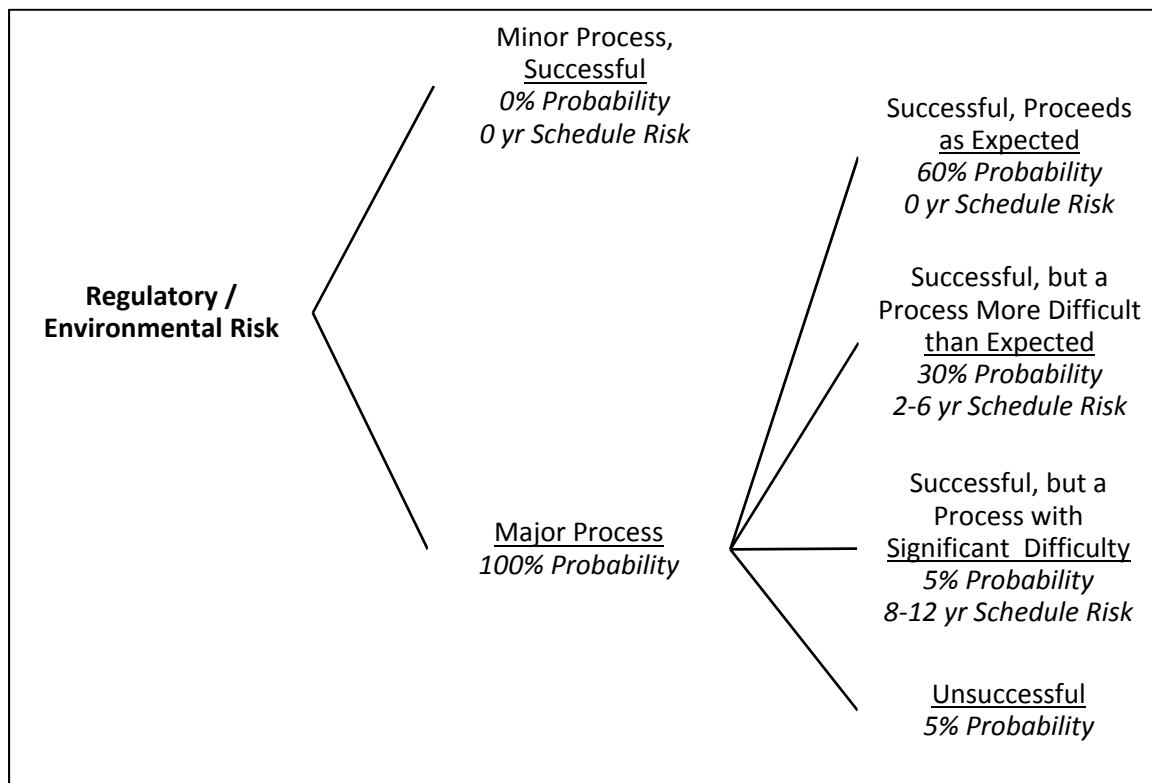 Regulatory /
Environmental Risk
Minor Process,
Successful
0% Probability
0 yr Schedule Risk
Major Process
100% Probability
Successful, Proceeds
as Expected
60% Probability
0 yr Schedule Risk
Successful, but a
Process More Difficult
than Expected
30% Probability
2-6 yr Schedule Risk
Successful, but a
Process with
Significant Difficulty
5% Probability
8-12 yr Schedule Risk
Unsuccessful
5% Probability